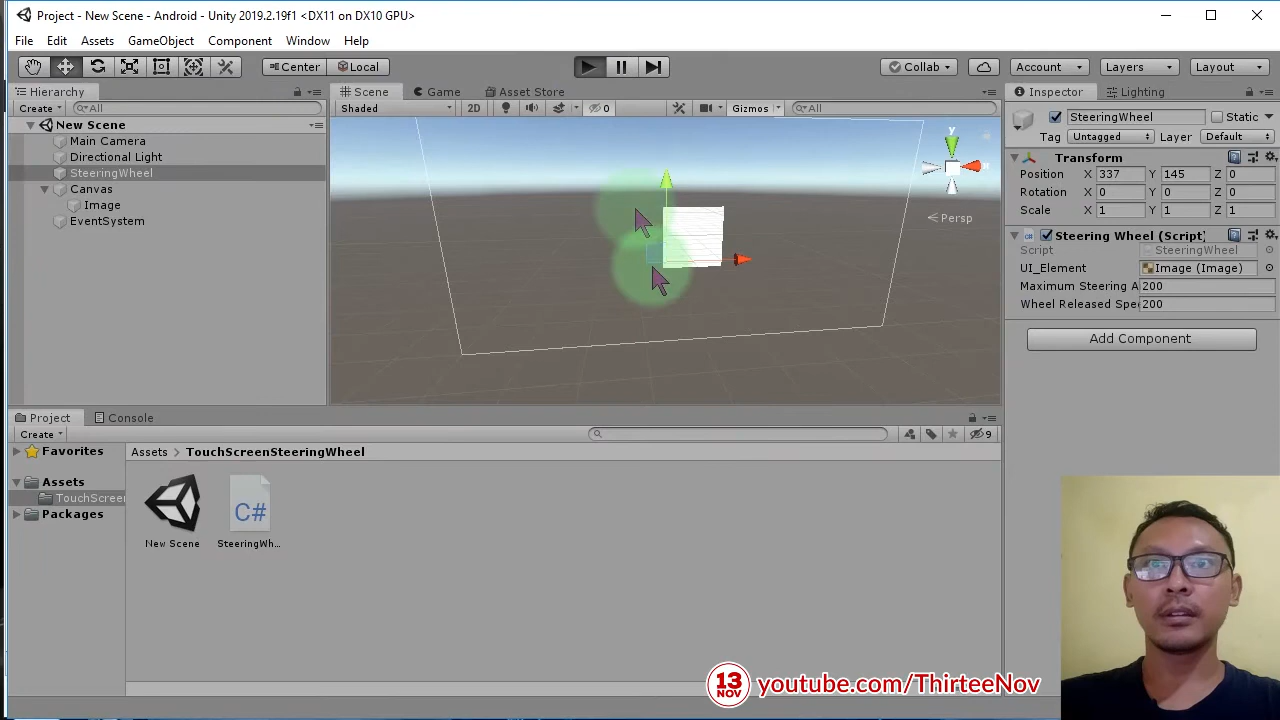 Project - New Scene - Android - Unity 2019.2.19f1 <DX11 on DX10 GPU>
File Edit Assets GameObject Component Window Help
Center Local Collab Account Layers Layout
Hierarchy
Create All
New Scene
Main Camera
Directional Light
SteeringWheel
Canvas
Image
EventSystem
Scene Game Asset Store
Shaded 2D 0 Gizmos All
y
Persp
Inspector Lighting
SteeringWheel Static
Tag Untagged Layer Default
Transform
Position X 337 Y 145 Z 0
Rotation X 0 Y 0 Z 0
Scale X 1 Y 1 Z 1
Steering Wheel (Script)
Script SteeringWheel
UI_Element Image (Image)
Maximum Steering A 200
Wheel Released Spe 200
Add Component
Project Console
Create 9
Favorites
Assets
TouchScreen
Packages
Assets > TouchScreenSteeringWheel
C#
New Scene
SteeringWh...
13
NOV
youtube.com/ThirteeNov